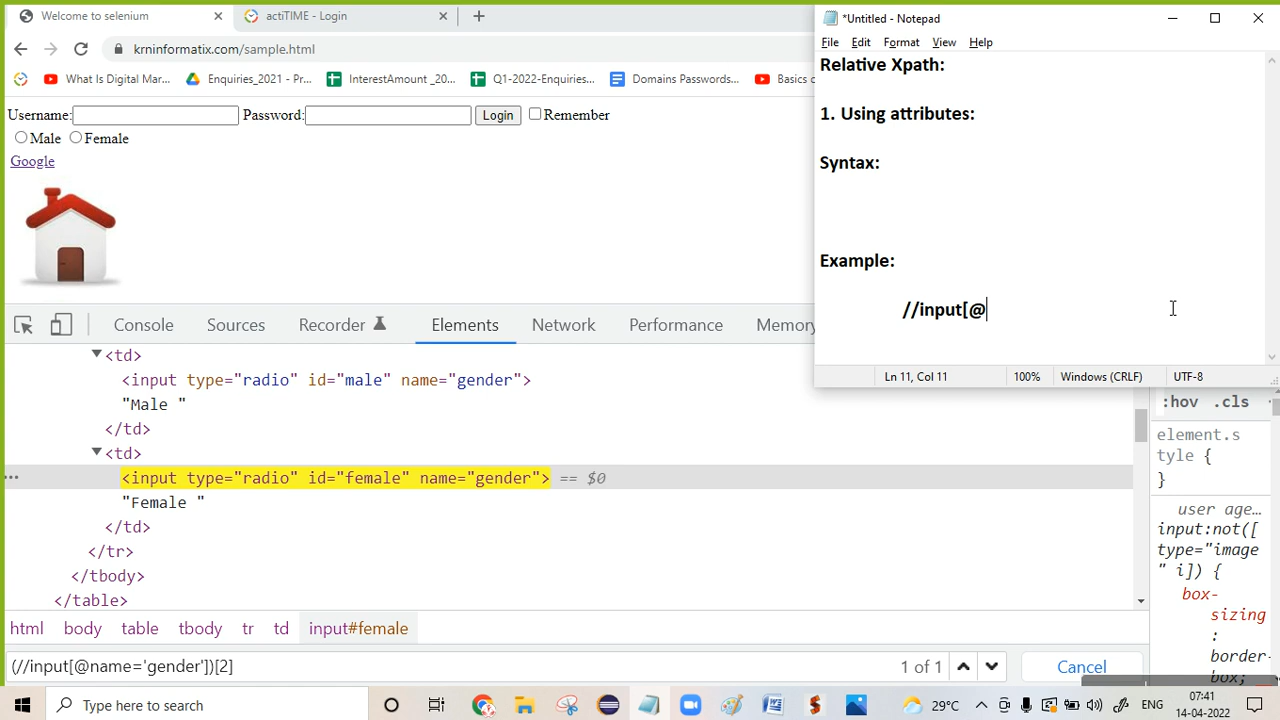 Welcome to selenium
actiTIME - Login
krninformatix.com/sample.html
What Is Digital Mar...
Enquiries_2021 - Pr...
InterestAmount _20...
Q1-2022-Enquiries...
Domains Passwords...
Basics o
Username:
Password:
Login
Remember
Male
Female
Google
*Untitled - Notepad
File Edit Format View Help
Relative Xpath:
1. Using attributes:
Syntax:
Example:
//input[@
Ln 11, Col 11
100%
Windows (CRLF)
UTF-8
Console
Sources
Recorder
Elements
Network
Performance
Memory
<td>
<input type="radio" id="male" name="gender">
"Male "
</td>
<td>
<input type="radio" id="female" name="gender"> == $0
"Female "
</td>
</tr>
</tbody>
</table>
:hov .cls
element.s
tyle {
}
user age...
input:not([
type="image
" i]) {
box-
sizing
:
border-
box;
html body table tbody tr td input#female
(//input[@name='gender'])[2]
1 of 1
Cancel
Type here to search
29°C
ENG
07:41
14-04-2022